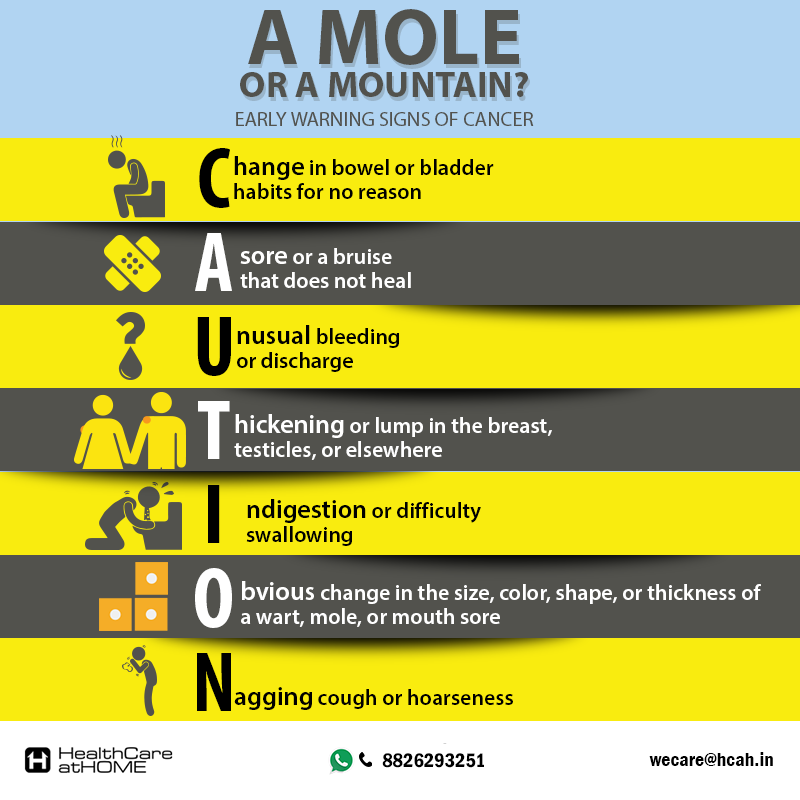 A MOLE
OR A MOUNTAIN?
EARLY WARNING SIGNS OF CANCER
Change in bowel or bladder
habits for no reason
A sore or a bruise
that does not heal
Unusual bleeding
or discharge
Thickening or lump in the breast,
testicles, or elsewhere
Indigestion or difficulty
swallowing
Obvious change in the size, color, shape, or thickness of
a wart, mole, or mouth sore
Nagging cough or hoarseness
HealthCare
atHOME
8826293251
wecare@hcah.in